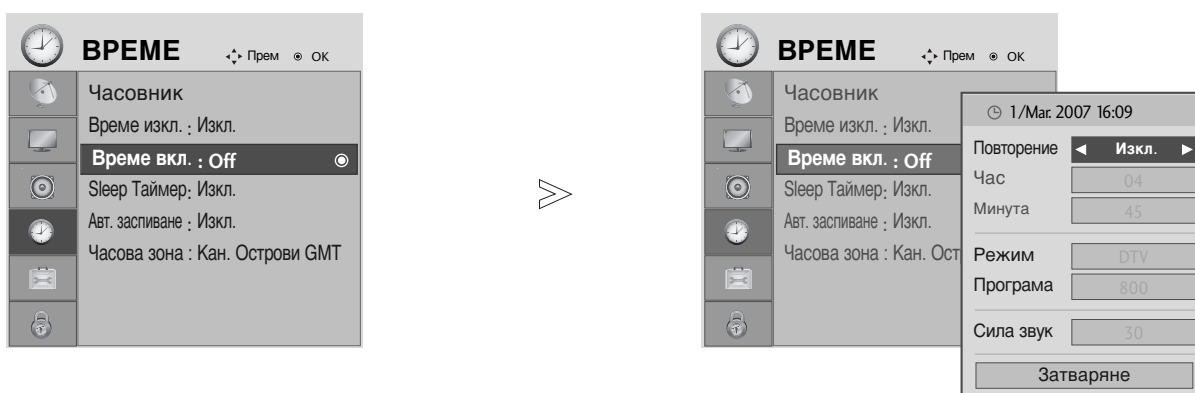 ВРЕМЕ Прем ОК
Часовник
Време изкл. : Изкл.
Време вкл. : Off
Sleep Таймер: Изкл.
Авт. заспиване : Изкл.
Часова зона : Кан. Острови GMT
ВРЕМЕ Прем ОК
Часовник
Време изкл. : Изкл.
Време вкл. : Off
Sleep Таймер: Изкл.
Авт. заспиване : Изкл.
Часова зона : Кан. Ост
1/Mar. 2007 16:09
Повторение ◄ Изкл. ►
Час 04
Минута 45
Режим DTV
Програма 800
Сила звук 30
Затваряне